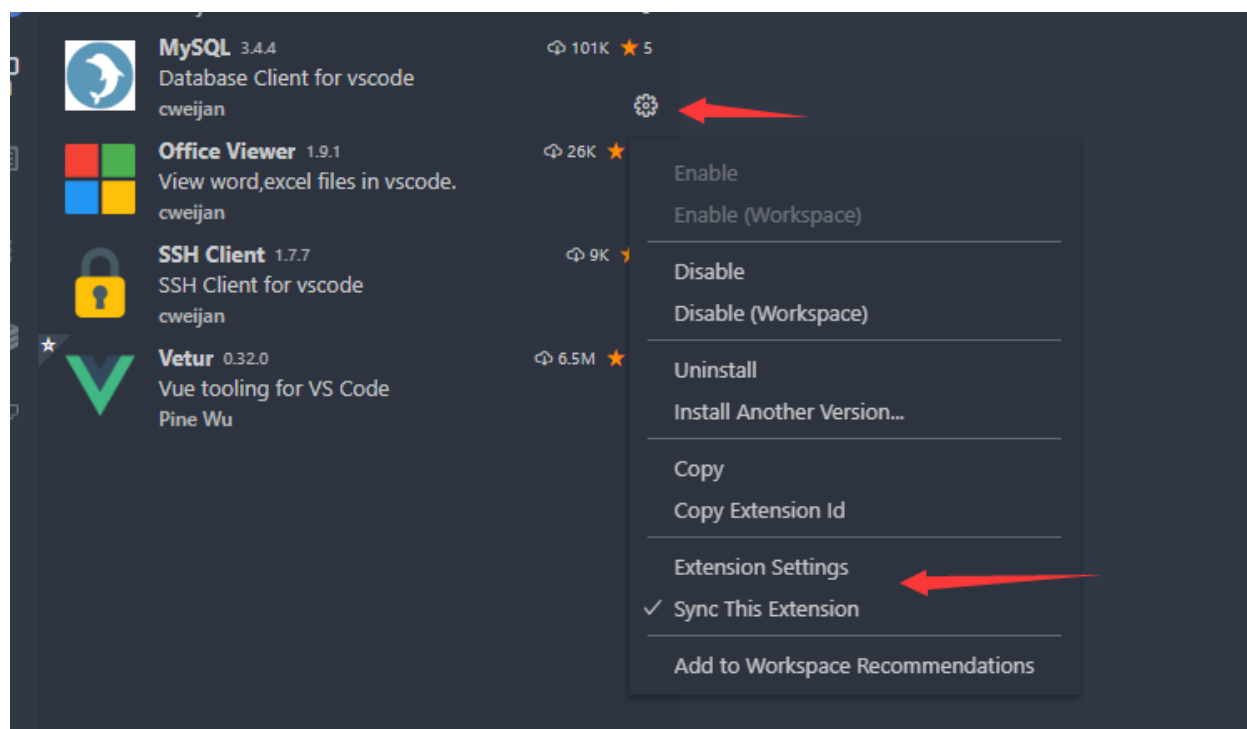 MySQL 3.4.4 101K 5
Database Client for vscode
cweijan
Office Viewer 1.9.1 26K
View word,excel files in vscode.
cweijan
SSH Client 1.7.7 9K
SSH Client for vscode
cweijan
Vetur 0.32.0 6.5M
Vue tooling for VS Code
Pine Wu
Enable
Enable (Workspace)
Disable
Disable (Workspace)
Uninstall
Install Another Version...
Copy
Copy Extension Id
Extension Settings
Sync This Extension
Add to Workspace Recommendations